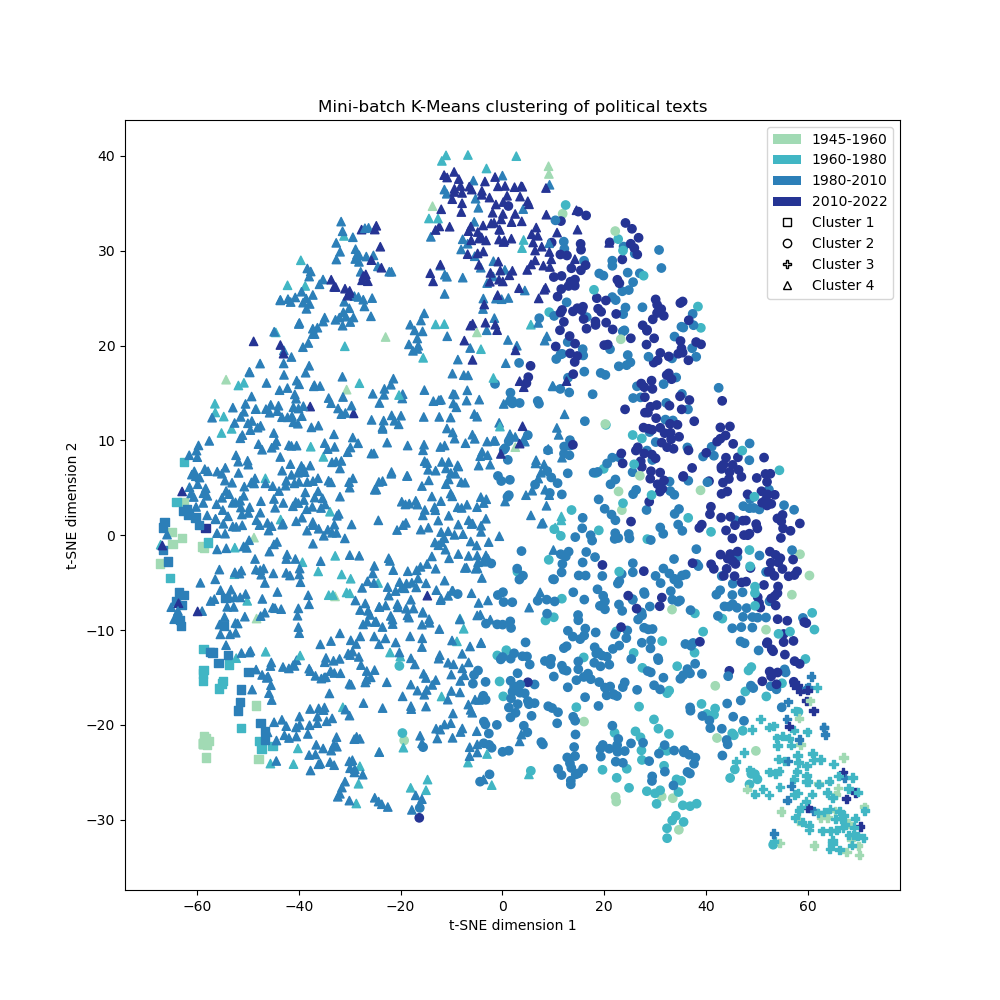 Mini-batch K-Means clustering of political texts
1945-1960
1960-1980
1980-2010
2010-2022
Cluster 1
Cluster 2
Cluster 3
Cluster 4
t-SNE dimension 2
40
30
20
10
0
−10
−20
−30
−60
−40
−20
0
20
40
60
t-SNE dimension 1